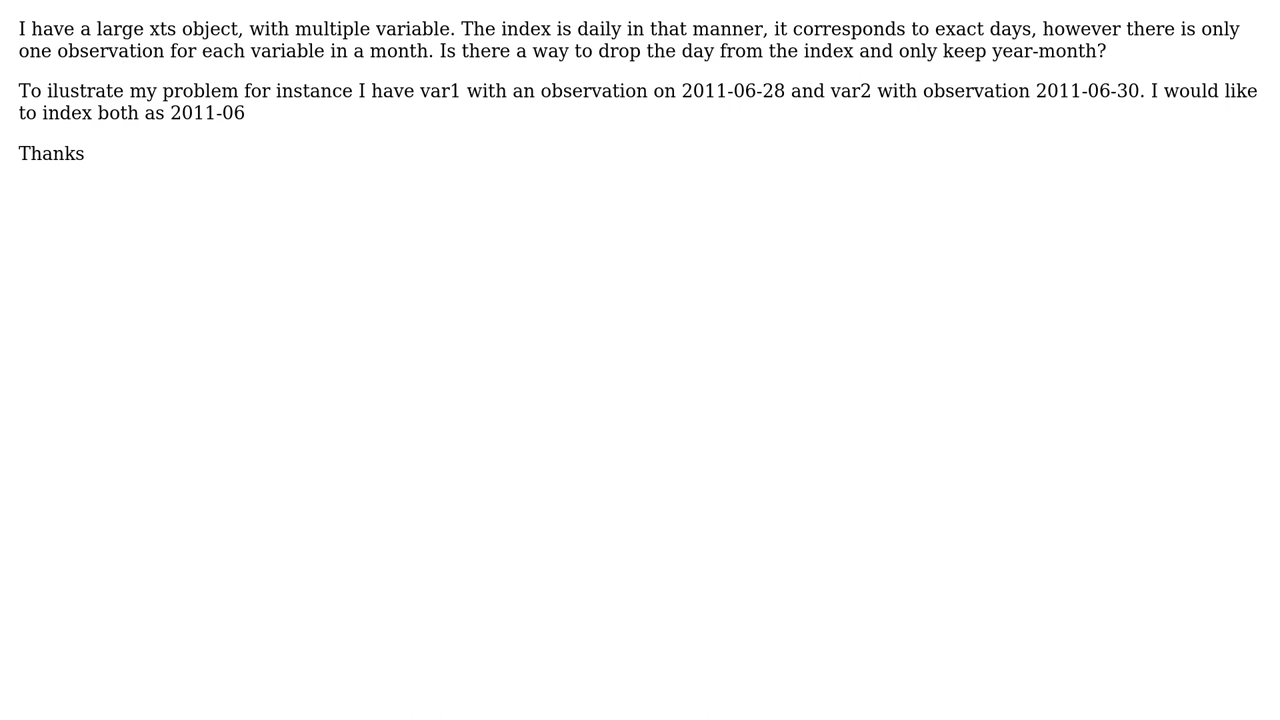 I have a large xts object, with multiple variable. The index is daily in that manner, it corresponds to exact days, however there is only
one observation for each variable in a month. Is there a way to drop the day from the index and only keep year-month?
To ilustrate my problem for instance I have var1 with an observation on 2011-06-28 and var2 with observation 2011-06-30. I would like
to index both as 2011-06
Thanks